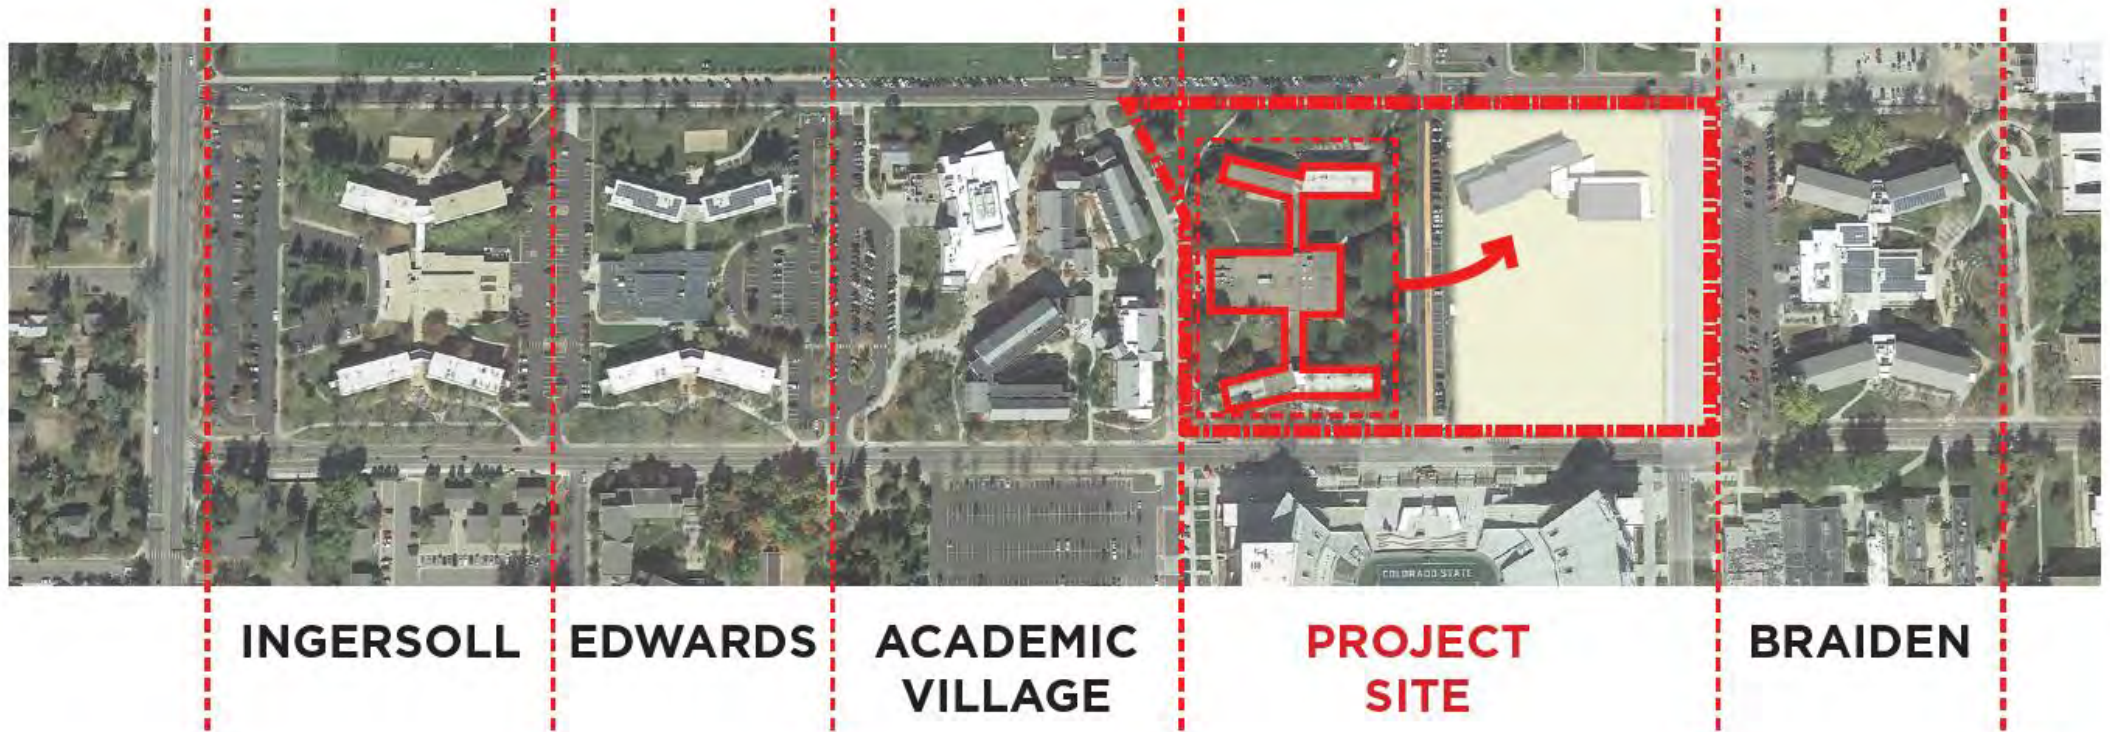 COLORADO STATE
INGERSOLL
EDWARDS
ACADEMIC
VILLAGE
PROJECT
SITE
BRAIDEN